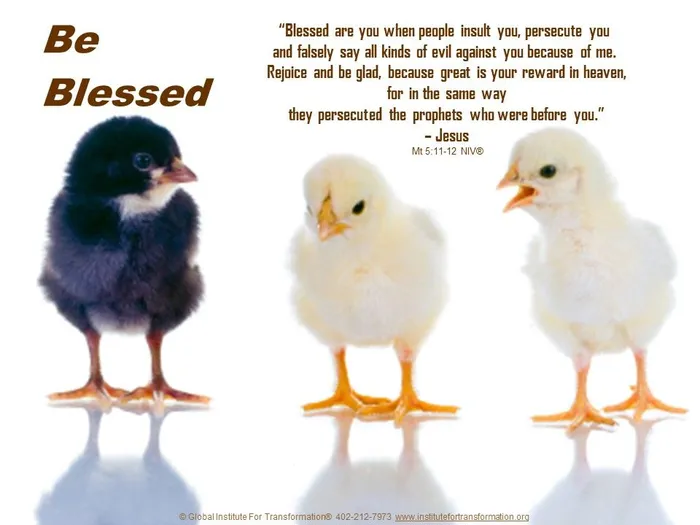 Be
Blessed
“Blessed are you when people insult you, persecute you
and falsely say all kinds of evil against you because of me.
Rejoice and be glad, because great is your reward in heaven,
for in the same way
they persecuted the prophets who were before you.”
– Jesus
Mt 5:11-12 NIV®
© Global Institute For Transformation® 402-212-7973 www.institutefortransformation.org